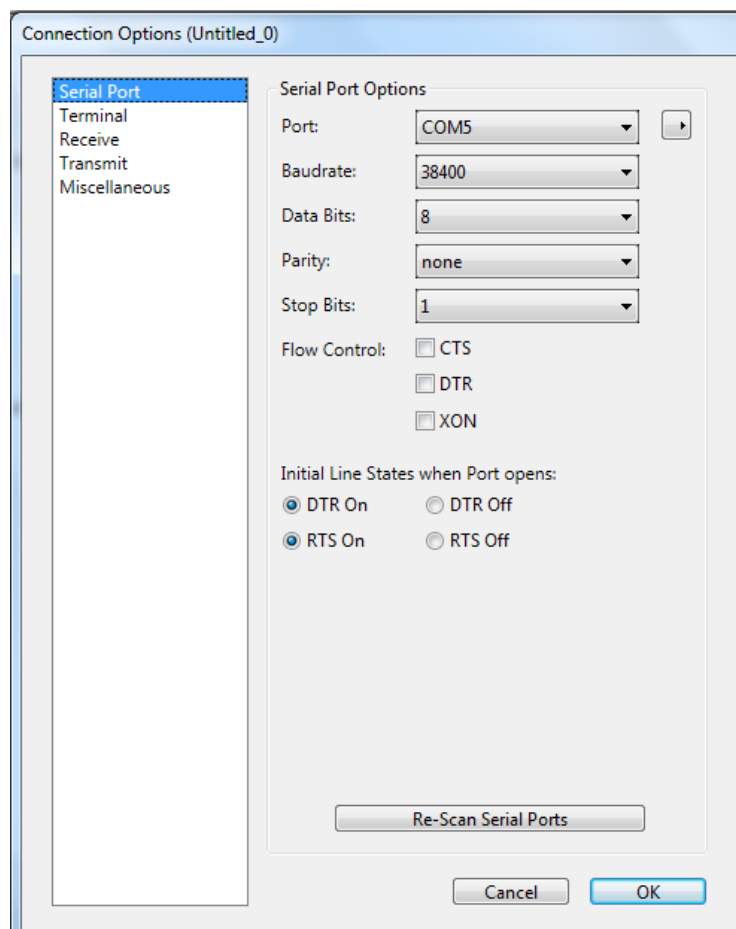 Connection Options (Untitled_0)
Serial Port
Terminal
Receive
Transmit
Miscellaneous
Serial Port Options
Port: COM5
Baudrate: 38400
Data Bits: 8
Parity: none
Stop Bits: 1
Flow Control: CTS
DTR
XON
Initial Line States when Port opens:
DTR On DTR Off
RTS On RTS Off
Re-Scan Serial Ports
Cancel OK